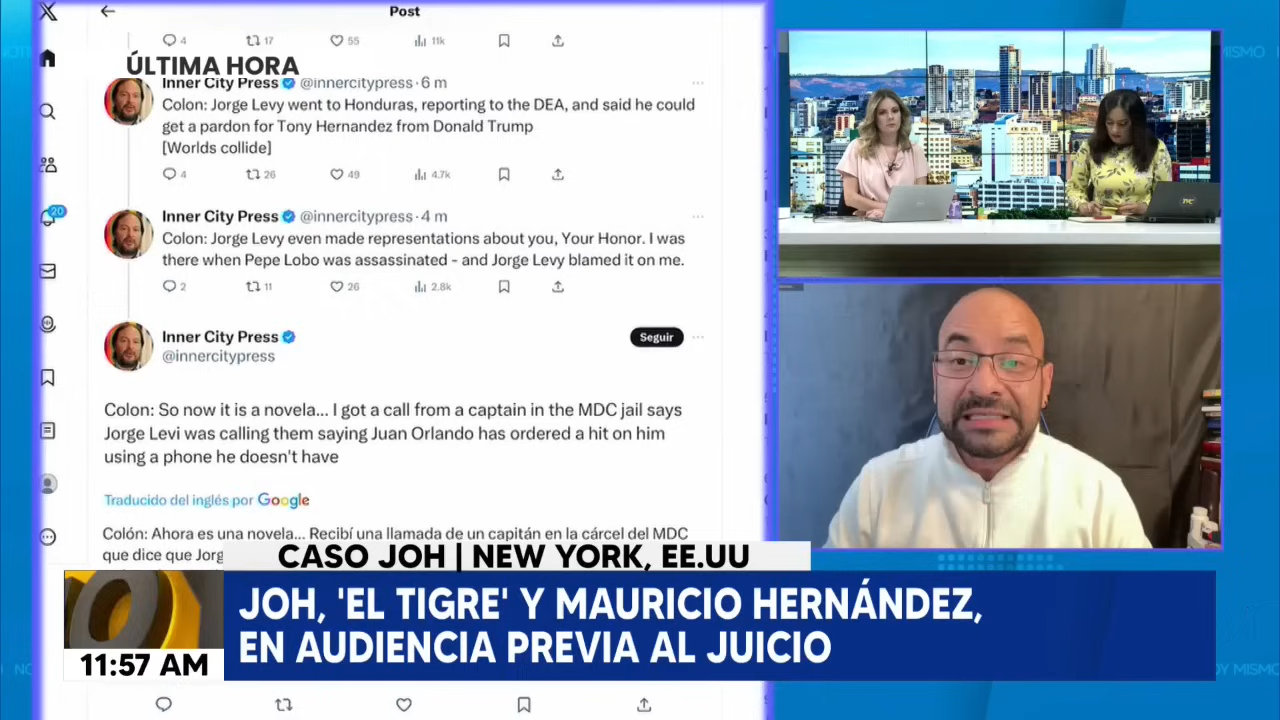 Post
4 17 55 11k
ÚLTIMA HORA
Inner City Press @innercitypress · 6 m
Colon: Jorge Levy went to Honduras, reporting to the DEA, and said he could
get a pardon for Tony Hernandez from Donald Trump
[Worlds collide]
4 26 49 4.7k
20
Inner City Press @innercitypress · 4 m
Colon: Jorge Levy even made representations about you, Your Honor. I was
there when Pepe Lobo was assassinated - and Jorge Levy blamed it on me.
2 11 26 2.8k
Inner City Press
@innercitypress
Seguir
Colon: So now it is a novela... I got a call from a captain in the MDC jail says
Jorge Levi was calling them saying Juan Orlando has ordered a hit on him
using a phone he doesn't have
Traducido del inglés por Google
Colón: Ahora es una novela... Recibí una llamada de un capitán en la cárcel del MDC
que dice que Jorg
CASO JOH | NEW YORK, EE.UU
JOH, 'EL TIGRE' Y MAURICIO HERNÁNDEZ,
EN AUDIENCIA PREVIA AL JUICIO
11:57 AM
MISMO